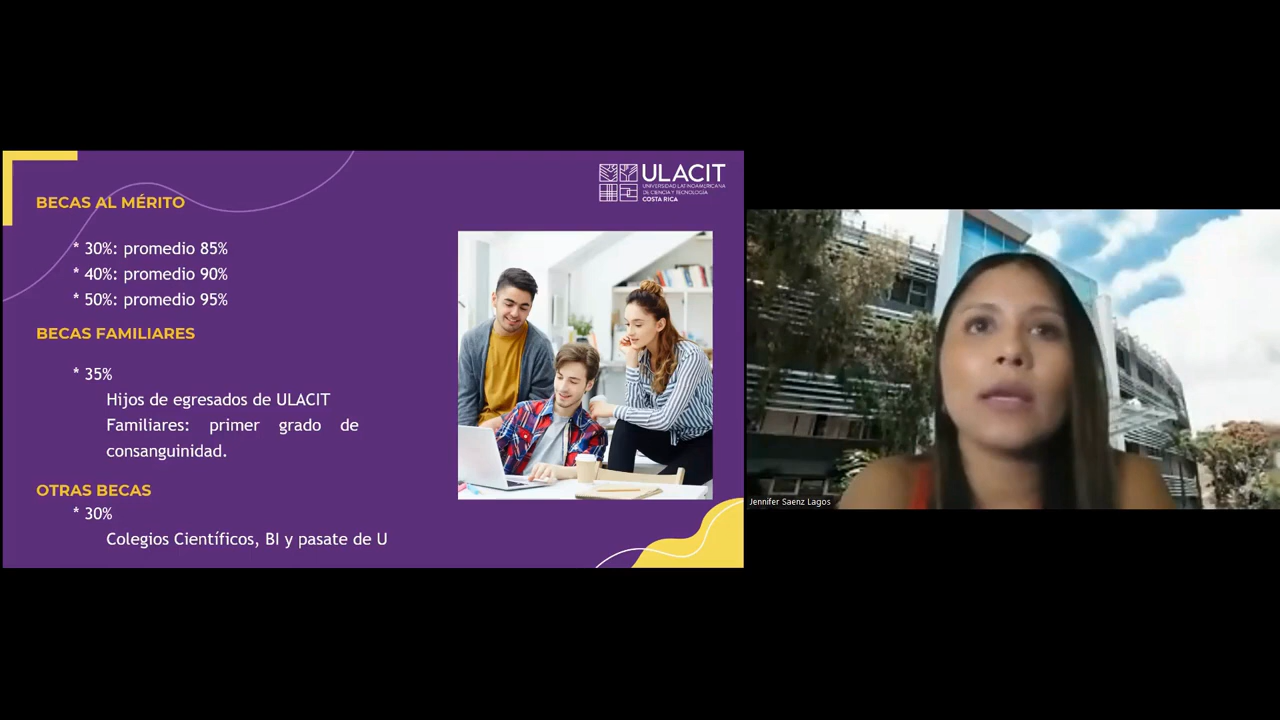 BECAS AL MÉRITO
* 30%: promedio 85%
* 40%: promedio 90%
* 50%: promedio 95%
BECAS FAMILIARES
* 35%
Hijos de egresados de ULACIT
Familiares: primer grado de
consanguinidad.
OTRAS BECAS
* 30%
Colegios Científicos, BI y pasate de U
ULACIT
UNIVERSIDAD LATINOAMERICANA
DE CIENCIA Y TECNOLOGÍA
COSTA RICA
Jennifer Saenz Lagos